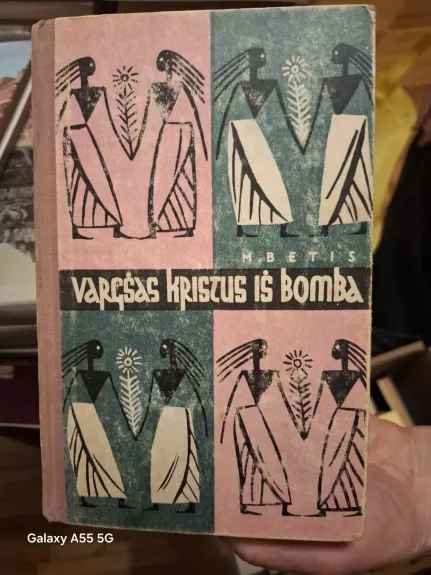 M. BETIS
VARGŠAS KRISTUS IŠ BOMBA
Galaxy A55 5G